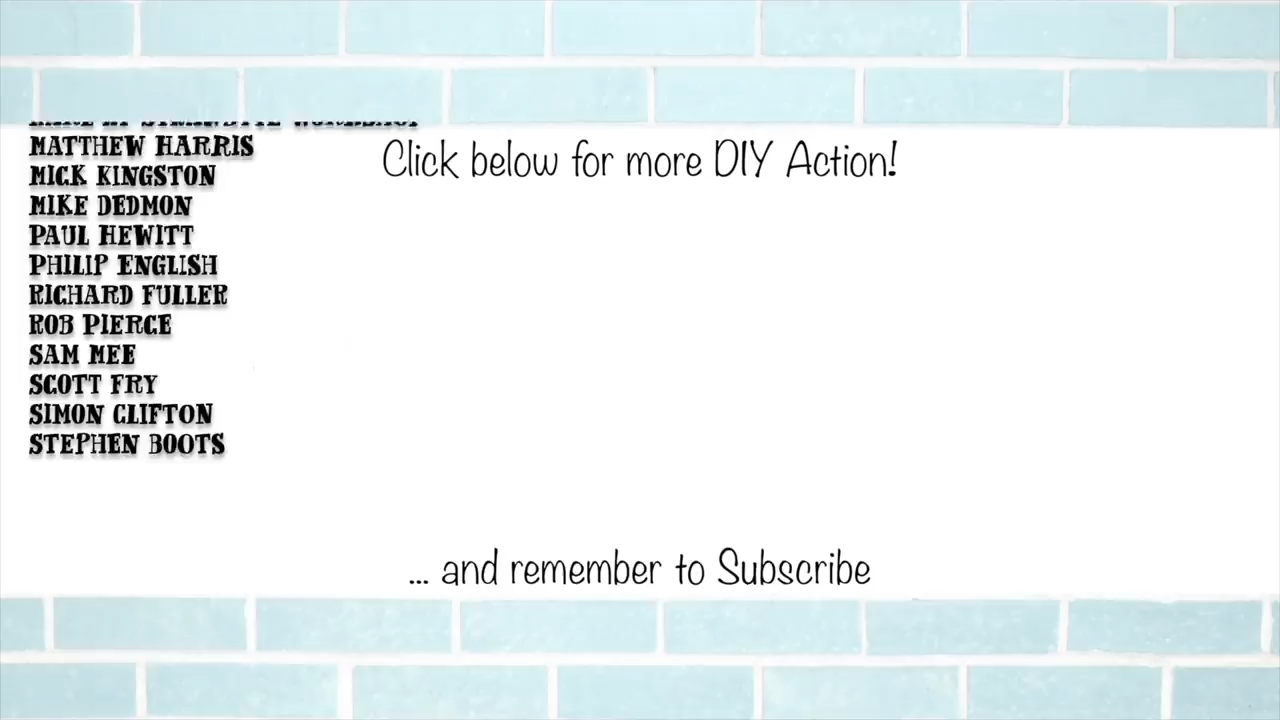 MATTHEW HARRIS
Click below for more DIY Action!
MICK KINGSTON
MIKE DEDMON
PAUL HEWITT
PHILIP ENGLISH
RICHARD FULLER
ROB PIERCE
SAM MEE
SCOTT FRY
SIMON CLIFTON
STEPHEN BOOTS
... and remember to Subscribe